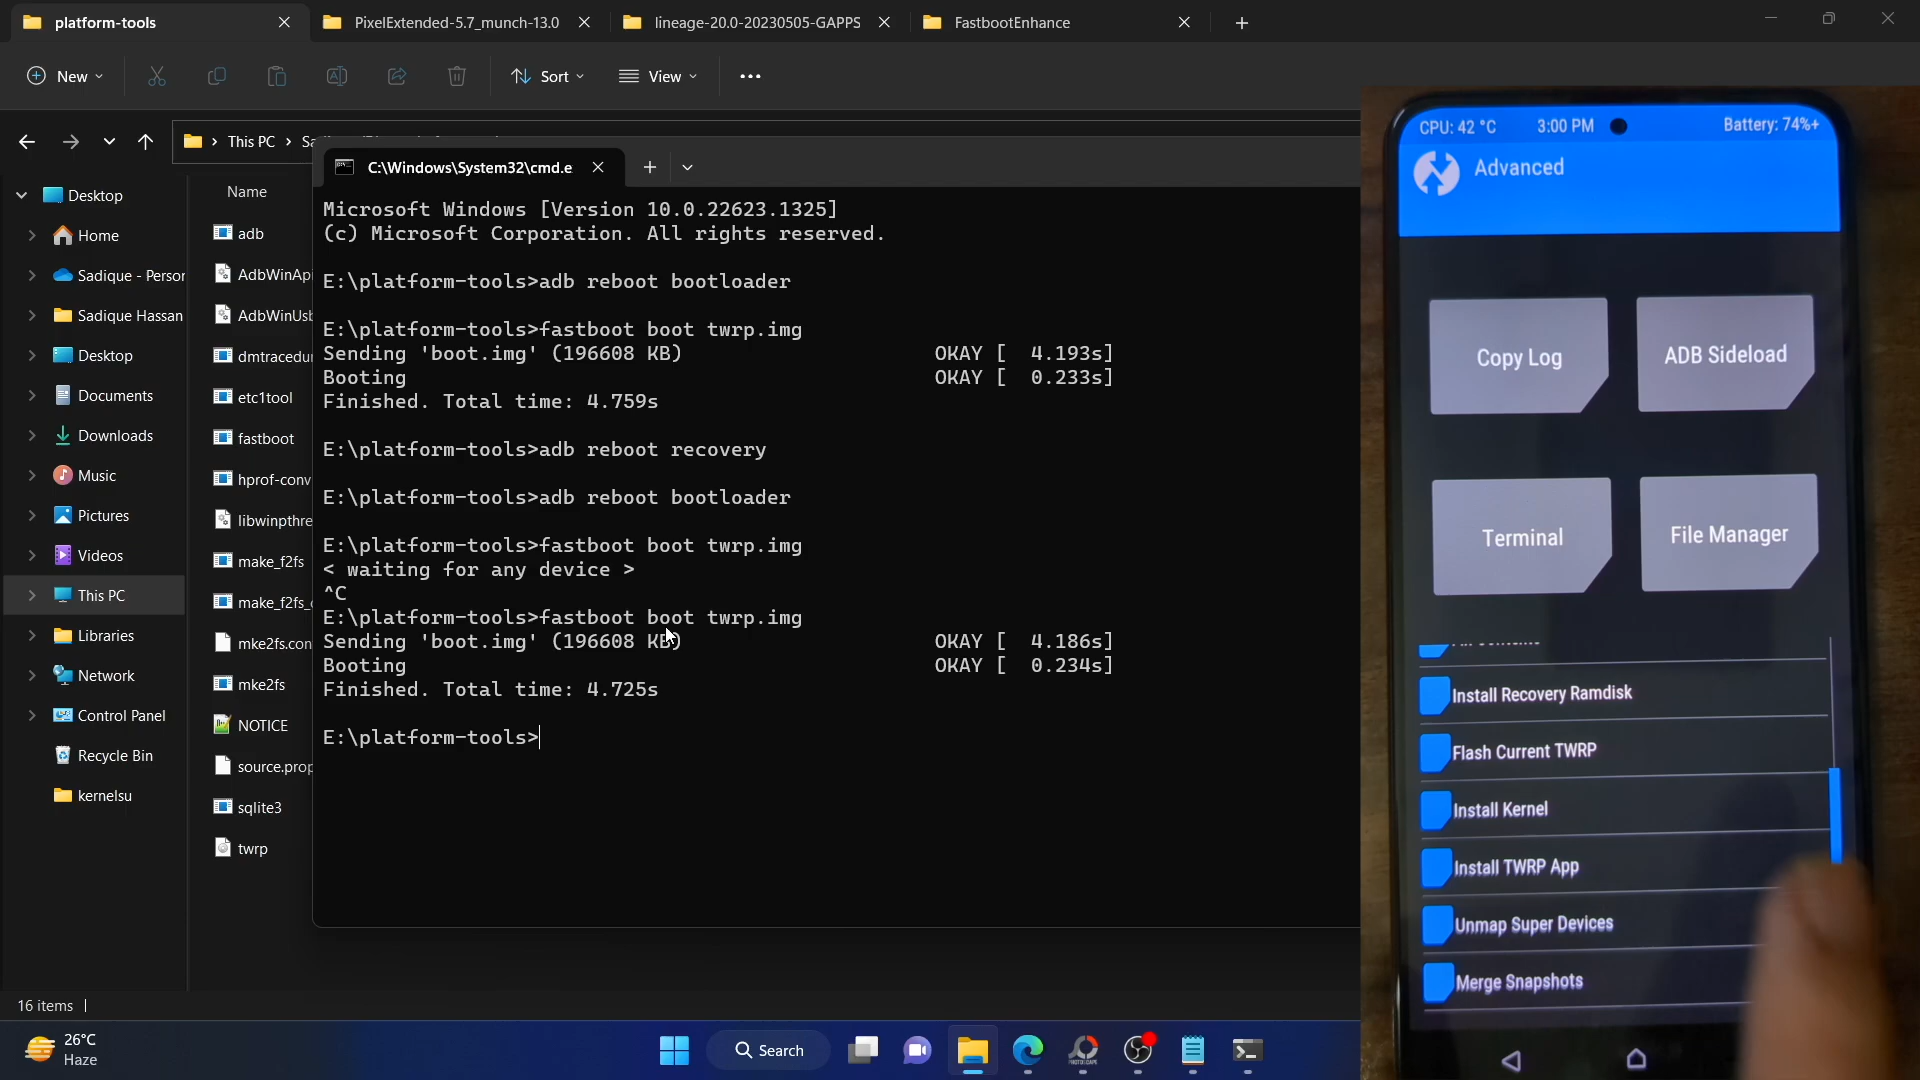 platform-tools
PixelExtended-5.7_munch-13.0
lineage-20.0-20230505-GAPPS
FastbootEnhance
New
Sort
View
This PC
C:\Windows\System32\cmd.e
Desktop
Home
Sadique - Persor
Sadique Hassan
Desktop
Documents
Downloads
Music
Pictures
Videos
This PC
Libraries
Network
Control Panel
Recycle Bin
kernelsu
Name
adb
AdbWinApi
AdbWinUsb
dmtracedur
etc1tool
fastboot
hprof-conv
libwinpthre
make_f2fs
make_f2fs_c
mke2fs.con
mke2fs
NOTICE
source.prop
sqlite3
twrp
Microsoft Windows [Version 10.0.22623.1325]
(c) Microsoft Corporation. All rights reserved.
E:\platform-tools>adb reboot bootloader
E:\platform-tools>fastboot boot twrp.img
Sending 'boot.img' (196608 KB) OKAY [ 4.193s]
Booting OKAY [ 0.233s]
Finished. Total time: 4.759s
E:\platform-tools>adb reboot recovery
E:\platform-tools>adb reboot bootloader
E:\platform-tools>fastboot boot twrp.img
< waiting for any device >
^C
E:\platform-tools>fastboot boot twrp.img
Sending 'boot.img' (196608 KB) OKAY [ 4.186s]
Booting OKAY [ 0.234s]
Finished. Total time: 4.725s
E:\platform-tools>
CPU: 42 °C 3:00 PM Battery: 74%+
Advanced
Copy Log
ADB Sideload
Terminal
File Manager
Install Recovery Ramdisk
Flash Current TWRP
Install Kernel
Install TWRP App
Unmap Super Devices
Merge Snapshots
16 items
26°C
Haze
Search